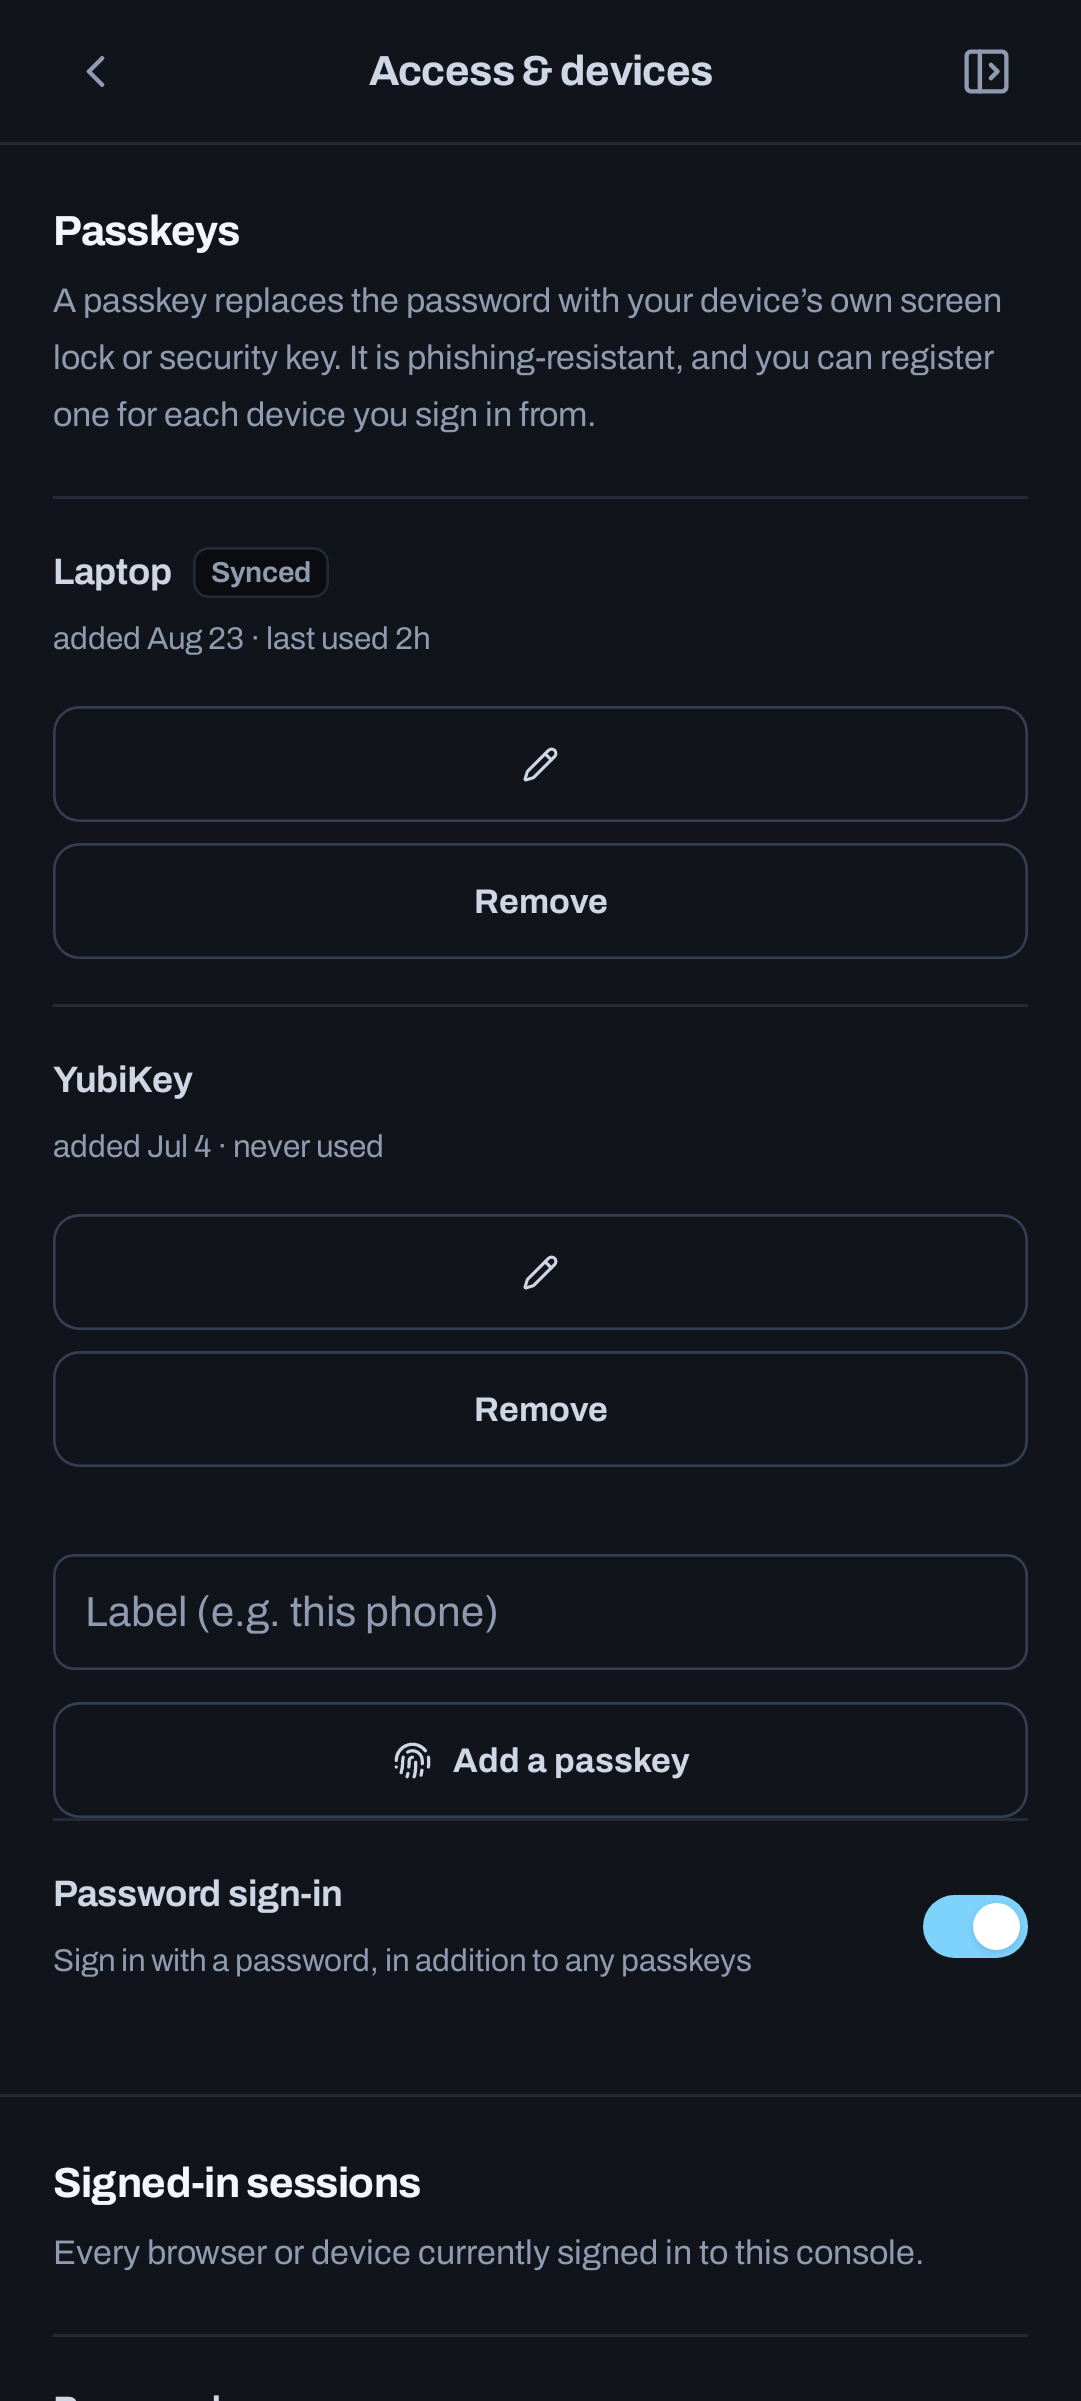 Access & devices
Passkeys
A passkey replaces the password with your device’s own screen
lock or security key. It is phishing-resistant, and you can register
one for each device you sign in from.
Laptop Synced
added Aug 23 · last used 2h
Remove
YubiKey
added Jul 4 · never used
Remove
Label (e.g. this phone)
Add a passkey
Password sign-in
Sign in with a password, in addition to any passkeys
Signed-in sessions
Every browser or device currently signed in to this console.